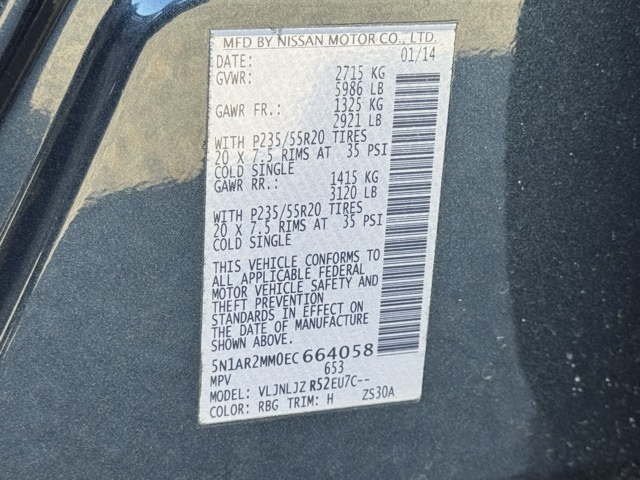 MFD BY NISSAN MOTOR CO., LTD.
DATE: 01/14
GVWR: 2715 KG
5986 LB
GAWR FR.: 1325 KG
2921 LB
WITH P235/55R20 TIRES
20 X 7.5 RIMS AT 35 PSI
COLD SINGLE
GAWR RR.: 1415 KG
3120 LB
WITH P235/55R20 TIRES
20 X 7.5 RIMS AT 35 PSI
COLD SINGLE
THIS VEHICLE CONFORMS TO
ALL APPLICABLE FEDERAL
MOTOR VEHICLE SAFETY AND
THEFT PREVENTION
STANDARDS IN EFFECT ON
THE DATE OF MANUFACTURE
SHOWN ABOVE.
5N1AR2MM0EC664058
MPV 653
MODEL: VLJNLJZ R52EU7C--
COLOR: RBG TRIM: H ZS30A